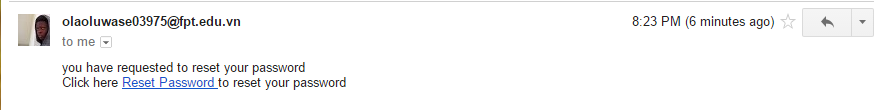 olaoluwase03975@fpt.edu.vn 8:23 PM (6 minutes ago)
to me
you have requested to reset your password
Click here Reset Password to reset your password